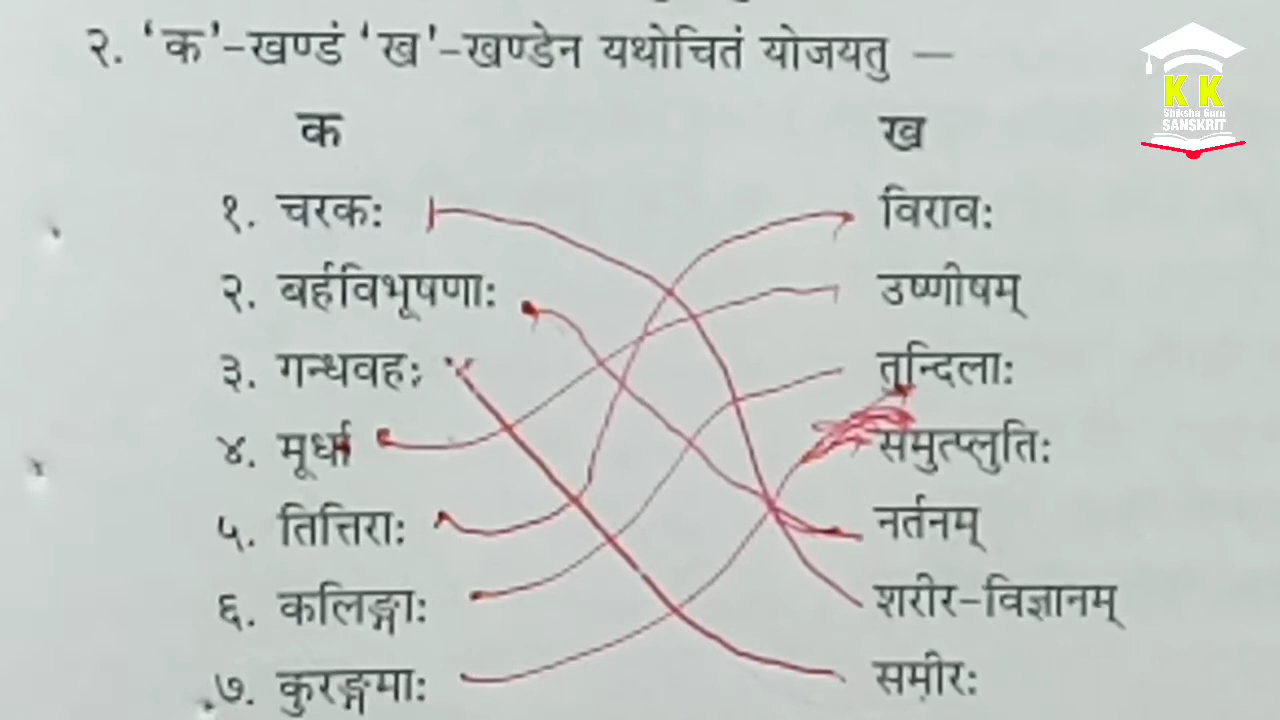 २. 'क'-खण्डं 'ख'-खण्डेन यथोचितं योजयतु —
क ख
१. चरकः विरावः
२. बर्हविभूषणाः उष्णीषम्
३. गन्धवहः तुन्दिलाः
४. मूर्धा समुत्प्लुतिः
५. तित्तिराः नर्तनम्
६. कलिङ्गाः शरीर-विज्ञानम्
७. कुरङ्गमाः समीरः
K K
Shiksha Guru
SANSKRIT